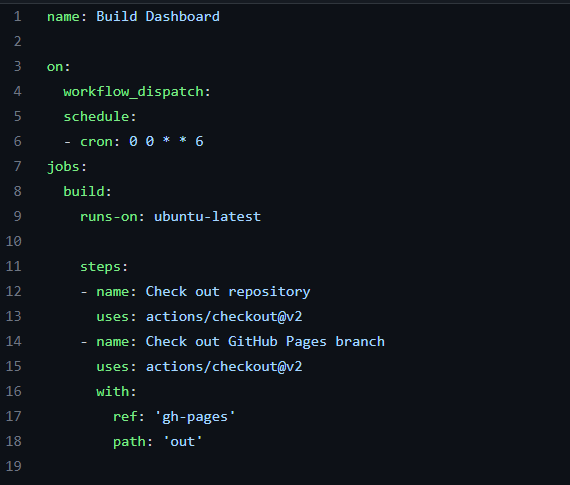 1 name: Build Dashboard
2
3 on:
4   workflow_dispatch:
5   schedule:
6   - cron: 0 0 * * 6
7 jobs:
8   build:
9     runs-on: ubuntu-latest
10
11     steps:
12     - name: Check out repository
13       uses: actions/checkout@v2
14     - name: Check out GitHub Pages branch
15       uses: actions/checkout@v2
16       with:
17         ref: 'gh-pages'
18         path: 'out'
19